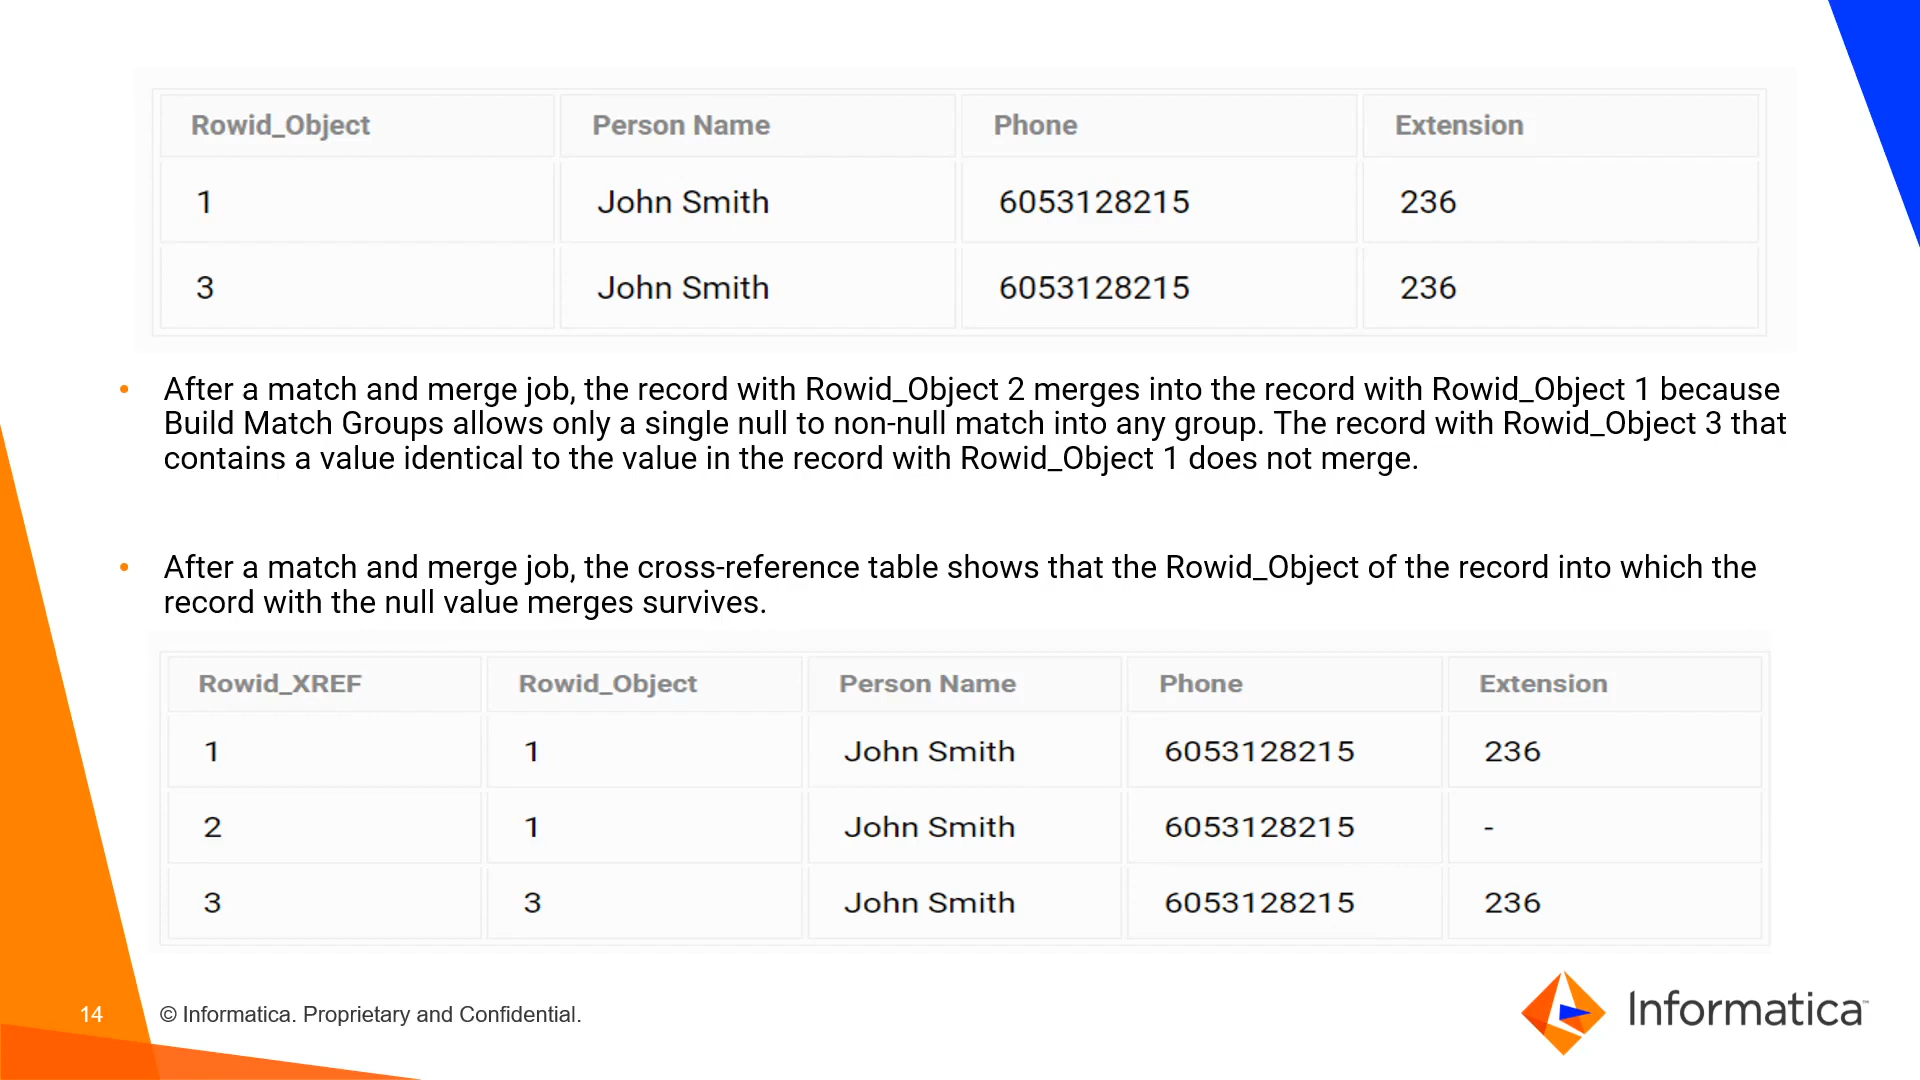 Rowid_Object Person Name Phone Extension
1 John Smith 6053128215 236
3 John Smith 6053128215 236
• After a match and merge job, the record with Rowid_Object 2 merges into the record with Rowid_Object 1 because
Build Match Groups allows only a single null to non-null match into any group. The record with Rowid_Object 3 that
contains a value identical to the value in the record with Rowid_Object 1 does not merge.
• After a match and merge job, the cross-reference table shows that the Rowid_Object of the record into which the
record with the null value merges survives.
Rowid_XREF Rowid_Object Person Name Phone Extension
1 1 John Smith 6053128215 236
2 1 John Smith 6053128215 -
3 3 John Smith 6053128215 236
14 © Informatica. Proprietary and Confidential.
Informatica™